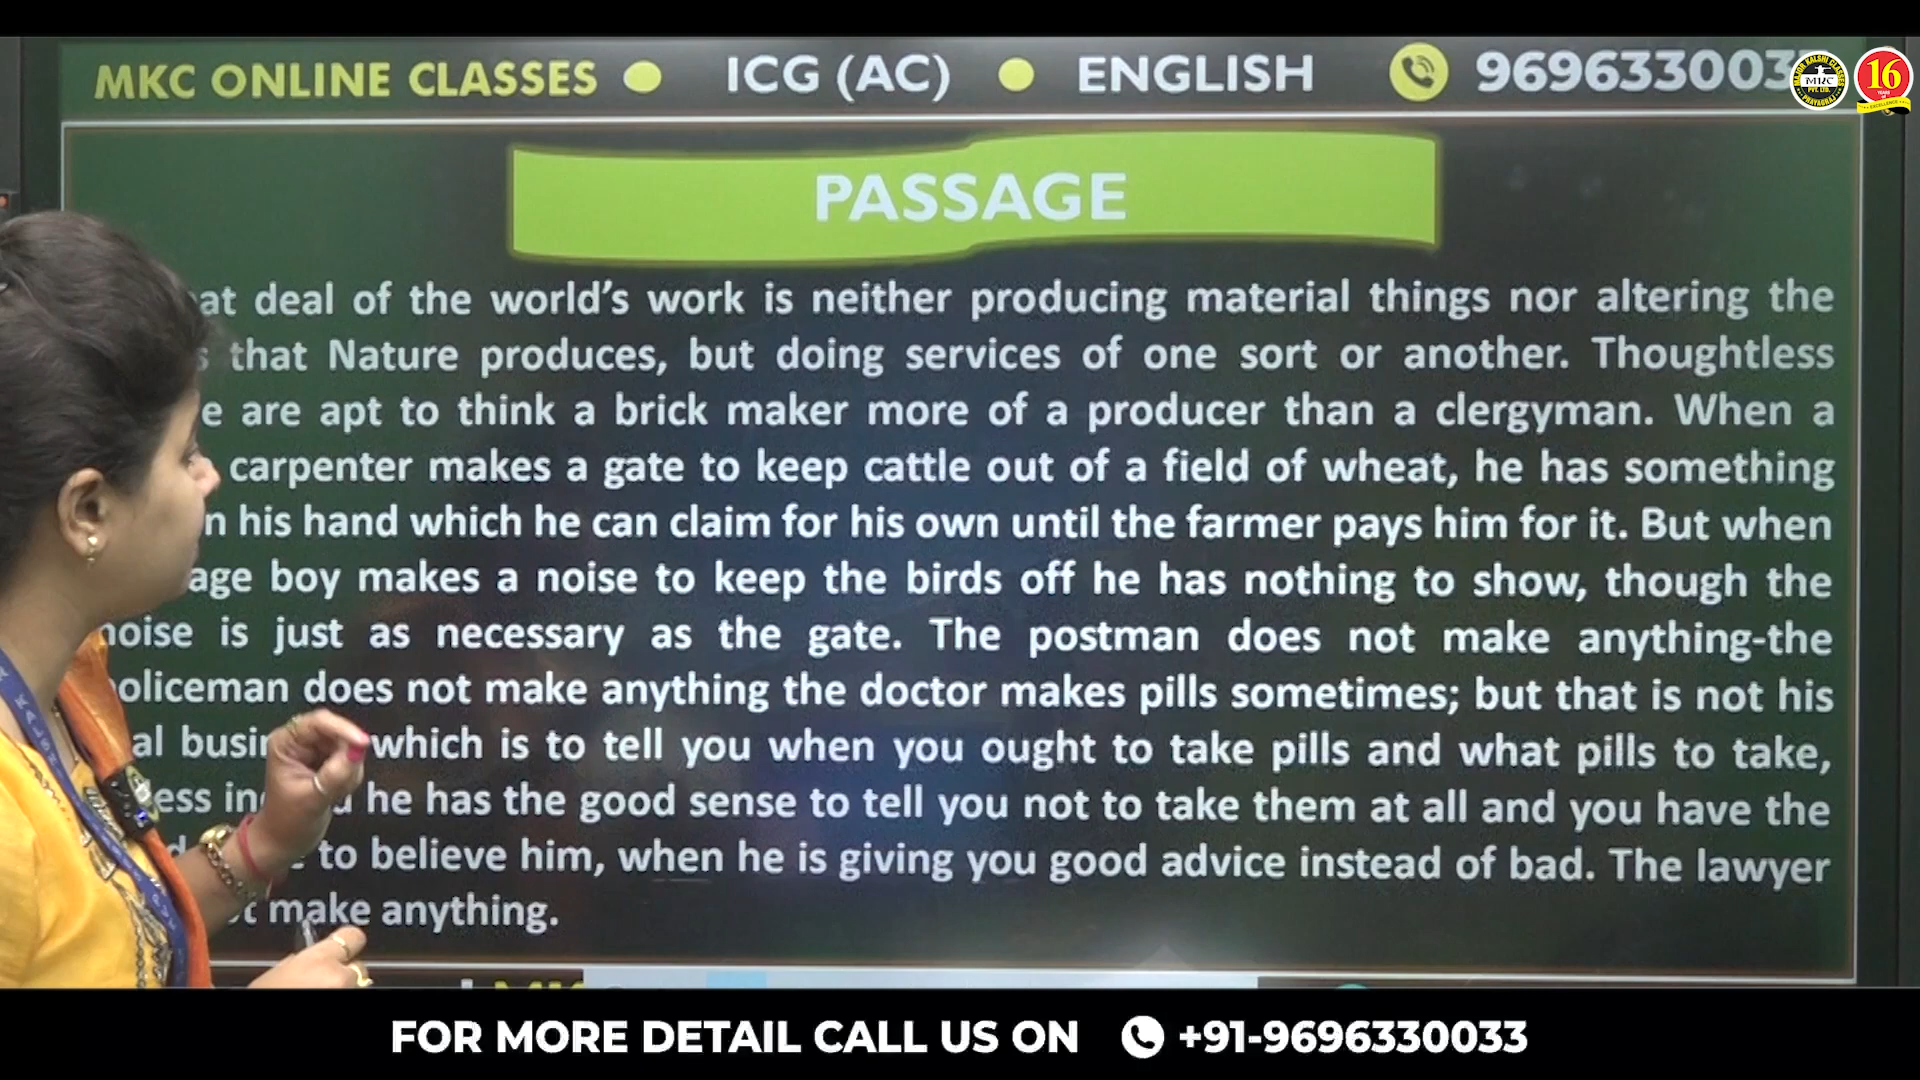 MKC ONLINE CLASSES ICG (AC) ENGLISH 969633003
MKC
16
PASSAGE
deal of the world's work is neither producing material things nor altering the
that Nature produces, but doing services of one sort or another. Thoughtless
are apt to think a brick maker more of a producer than a clergyman. When a
carpenter makes a gate to keep cattle out of a field of wheat, he has something
his hand which he can claim for his own until the farmer pays him for it. But when
boy makes a noise to keep the birds off he has nothing to show, though the
noise is just as necessary as the gate. The postman does not make anything-the
policeman does not make anything the doctor makes pills sometimes; but that is not his
which is to tell you when you ought to take pills and what pills to take,
he has the good sense to tell you not to take them at all and you have the
to believe him, when he is giving you good advice instead of bad. The lawyer
make anything.
FOR MORE DETAIL CALL US ON +91-9696330033